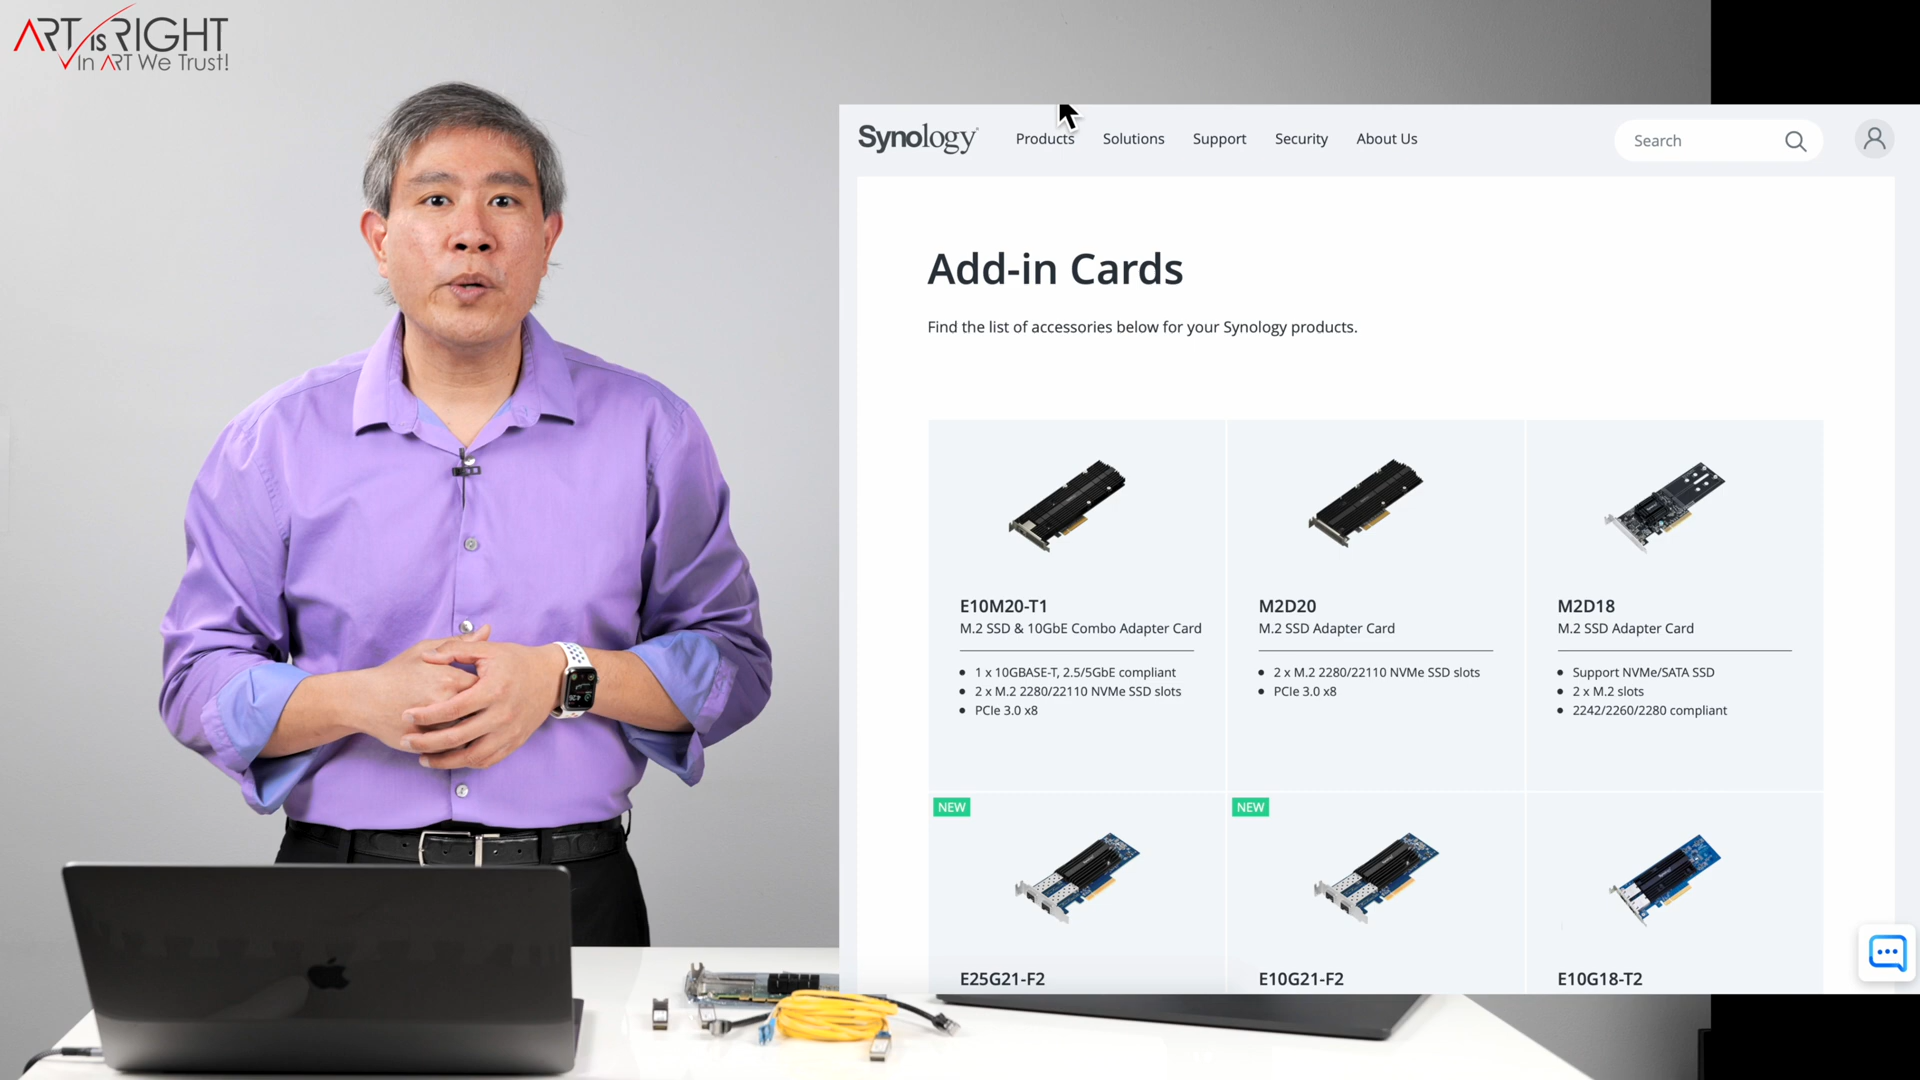 ART is RIGHT
In ART We Trust!
Synology
Products
Solutions
Support
Security
About Us
Search
Add-in Cards
Find the list of accessories below for your Synology products.
E10M20-T1
M.2 SSD & 10GbE Combo Adapter Card
1 x 10GBASE-T, 2.5/5GbE compliant
2 x M.2 2280/22110 NVMe SSD slots
PCIe 3.0 x8
M2D20
M.2 SSD Adapter Card
2 x M.2 2280/22110 NVMe SSD slots
PCIe 3.0 x8
M2D18
M.2 SSD Adapter Card
Support NVMe/SATA SSD
2 x M.2 slots
2242/2260/2280 compliant
NEW
E25G21-F2
NEW
E10G21-F2
E10G18-T2